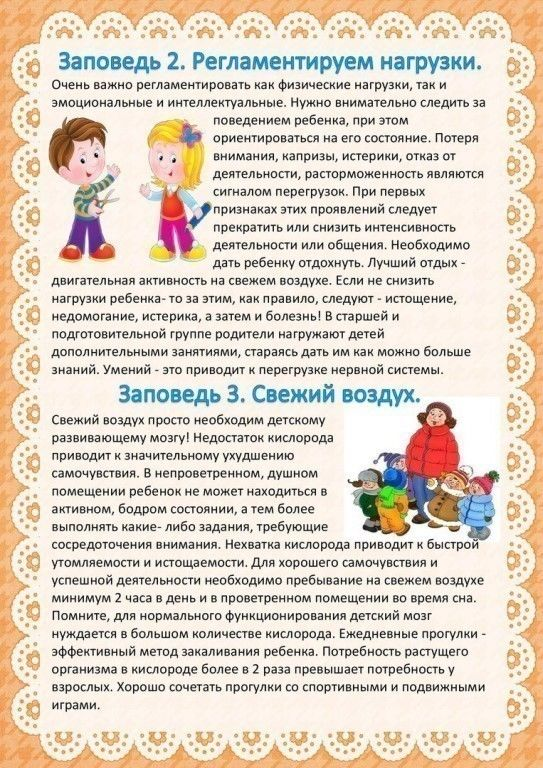 Заповедь 2. Регламентируем нагрузки.
Очень важно регламентировать как физические нагрузки, так и
эмоциональные и интеллектуальные. Нужно внимательно следить за
поведением ребенка, при этом
ориентироваться на его состояние. Потеря
внимания, капризы, истерики, отказ от
деятельности, расторможенность являются
сигналом перегрузок. При первых
признаках этих проявлений следует
прекратить или снизить интенсивность
деятельности или общения. Необходимо
дать ребенку отдохнуть. Лучший отдых -
двигательная активность на свежем воздухе. Если не снизить
нагрузки ребенка- то за этим, как правило, следуют - истощение,
недомогание, истерика, а затем и болезнь! В старшей и
подготовительной группе родители нагружают детей
дополнительными занятиями, стараясь дать им как можно больше
знаний. Умений - это приводит к перегрузке нервной системы.
Заповедь 3. Свежий воздух.
Свежий воздух просто необходим детскому
развивающему мозгу! Недостаток кислорода
приводит к значительному ухудшению
самочувствия. В непроветренном, душном
помещении ребенок не может находиться в
активном, бодром состоянии, а тем более
выполнять какие- либо задания, требующие
сосредоточения внимания. Нехватка кислорода приводит к быстрой
утомляемости и истощаемости. Для хорошего самочувствия и
успешной деятельности необходимо пребывание на свежем воздухе
минимум 2 часа в день и в проветренном помещении во время сна.
Помните, для нормального функционирования детский мозг
нуждается в большом количестве кислорода. Ежедневные прогулки -
эффективный метод закаливания ребенка. Потребность растущего
организма в кислороде более в 2 раза превышает потребность у
взрослых. Хорошо сочетать прогулки со спортивными и подвижными
играми.